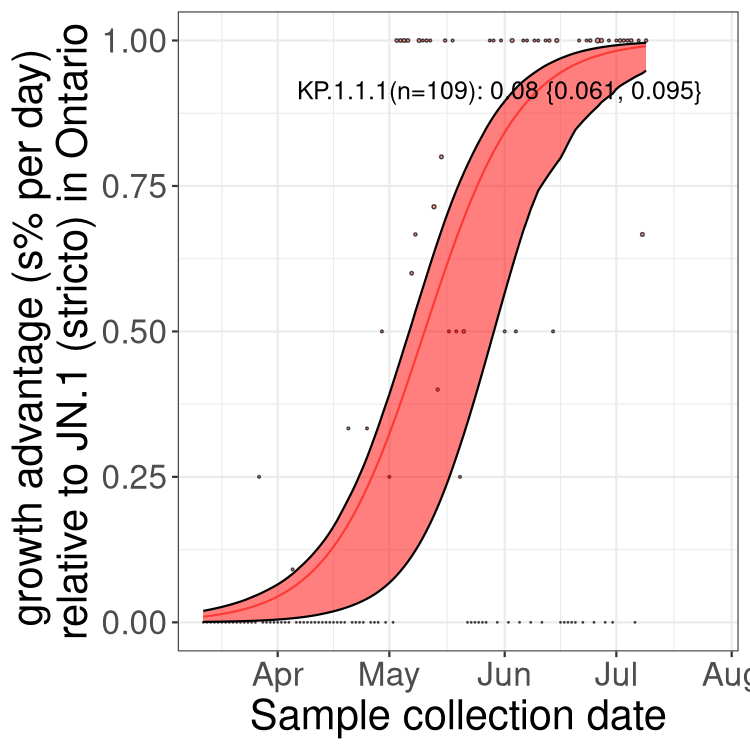 growth advantage (s% per day)
relative to JN.1 (stricto) in Ontario
1.00
0.75
0.50
0.25
0.00
KP.1.1.1(n=109): 0.08 {0.061, 0.095}
Apr May Jun Jul Aug
Sample collection date